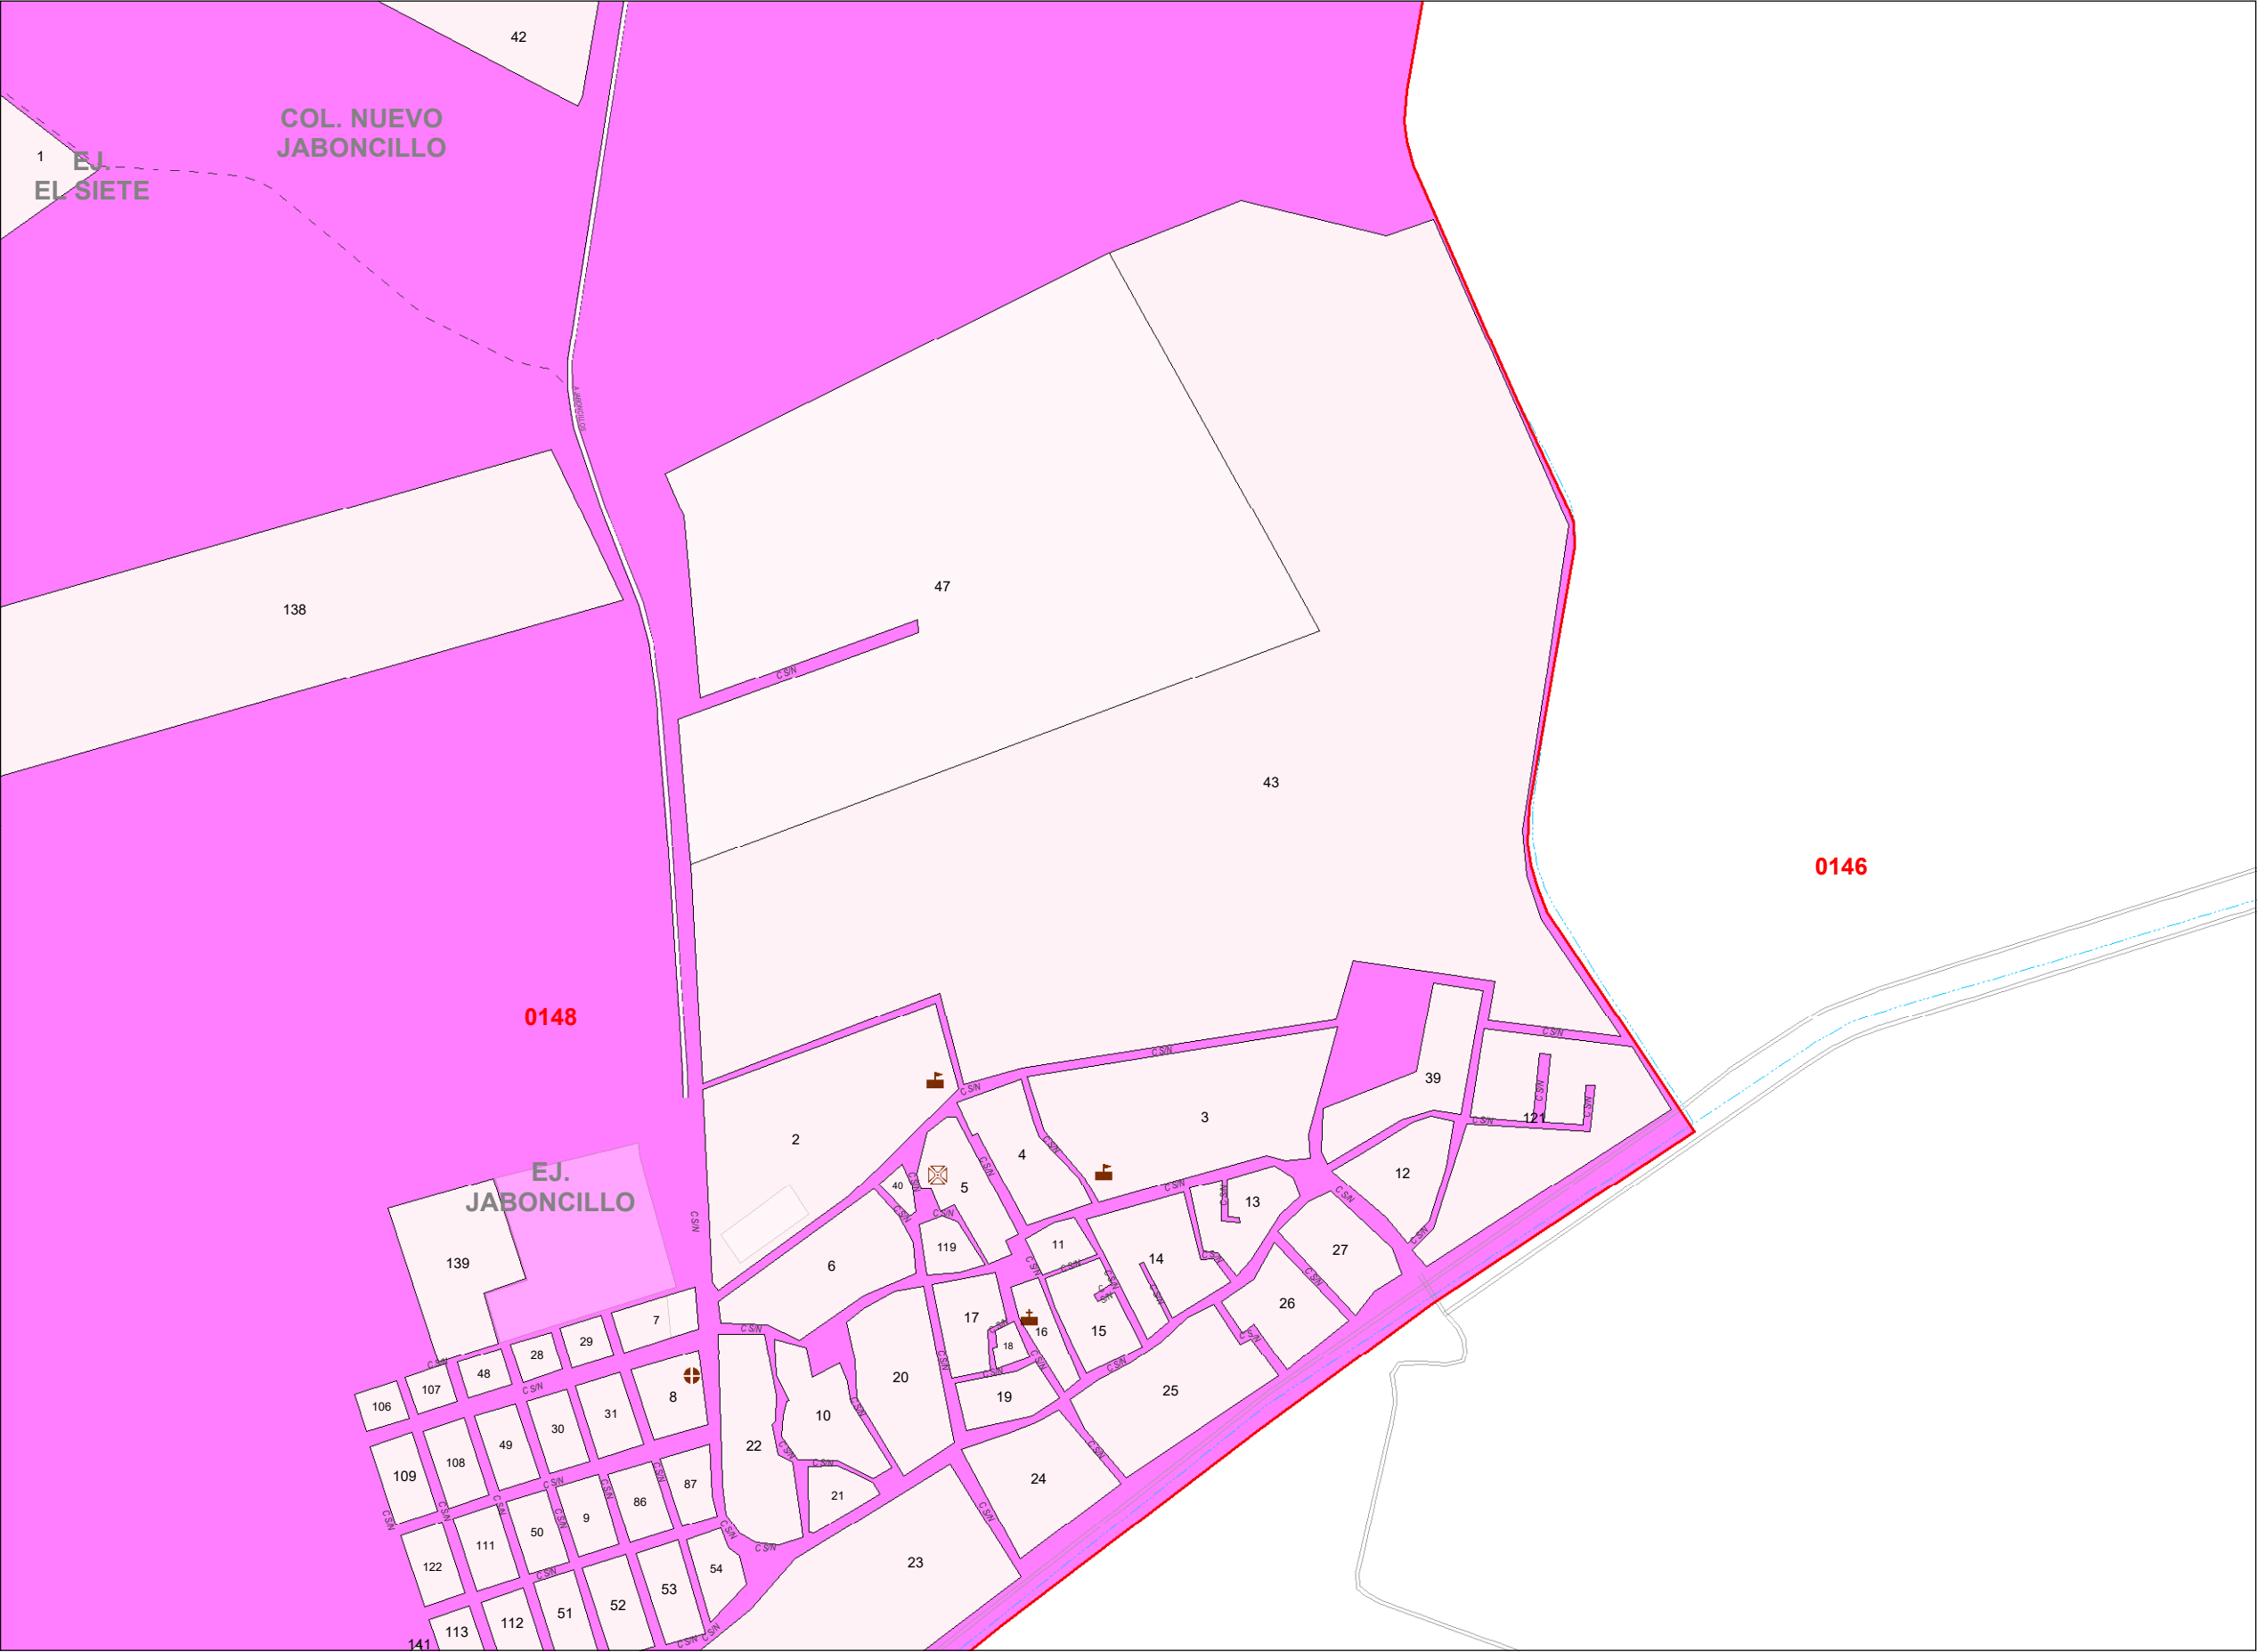 42
COL. NUEVO
JABONCILLO
1
EJ.
EL SIETE
A JABONCILLOS
47
138
C S/N
43
0146
0148
C S/N
C S/N
C S/N
39
C S/N
C S/N
C S/N
121
2
3
4
C S/N
C S/N
12
EJ.
JABONCILLO
40
5
C S/N
C S/N
C S/N
C S/N
13
C S/N
C S/N
C S/N
C S/N
C S/N
119
11
14
C S/N
27
C S/N
139
6
C S/N
C S/N
C S/N
C S/N
C S/N
C S/N
7
17
C S/N
16
15
26
C S/N
C S/N
29
28
18
C S/N
48
C S/N
107
C S/N
C S/N
C S/N
C S/N
C S/N
20
25
106
8
19
31
30
10
C S/N
49
22
108
109
C S/N
C S/N
C S/N
24
87
C S/N
C S/N
C S/N
86
21
C S/N
50
9
C S/N
C S/N
C S/N
C S/N
111
C S/N
C S/N
122
54
23
C S/N
53
52
51
112
113
C S/N
C S/N
141